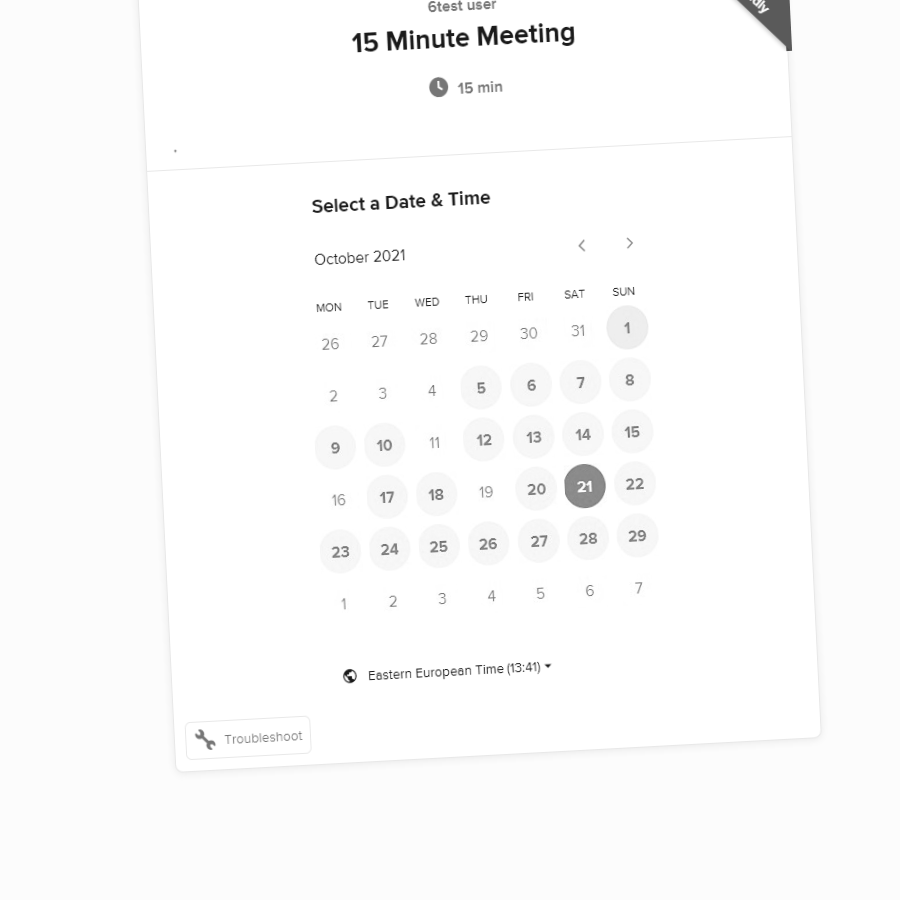 6test user
15 Minute Meeting
15 min
Select a Date & Time
October 2021
MON TUE WED THU FRI SAT SUN
26 27 28 29 30 31 1
2 3 4 5 6 7 8
9 10 11 12 13 14 15
16 17 18 19 20 21 22
23 24 25 26 27 28 29
1 2 3 4 5 6 7
Eastern European Time (13:41)
Troubleshoot